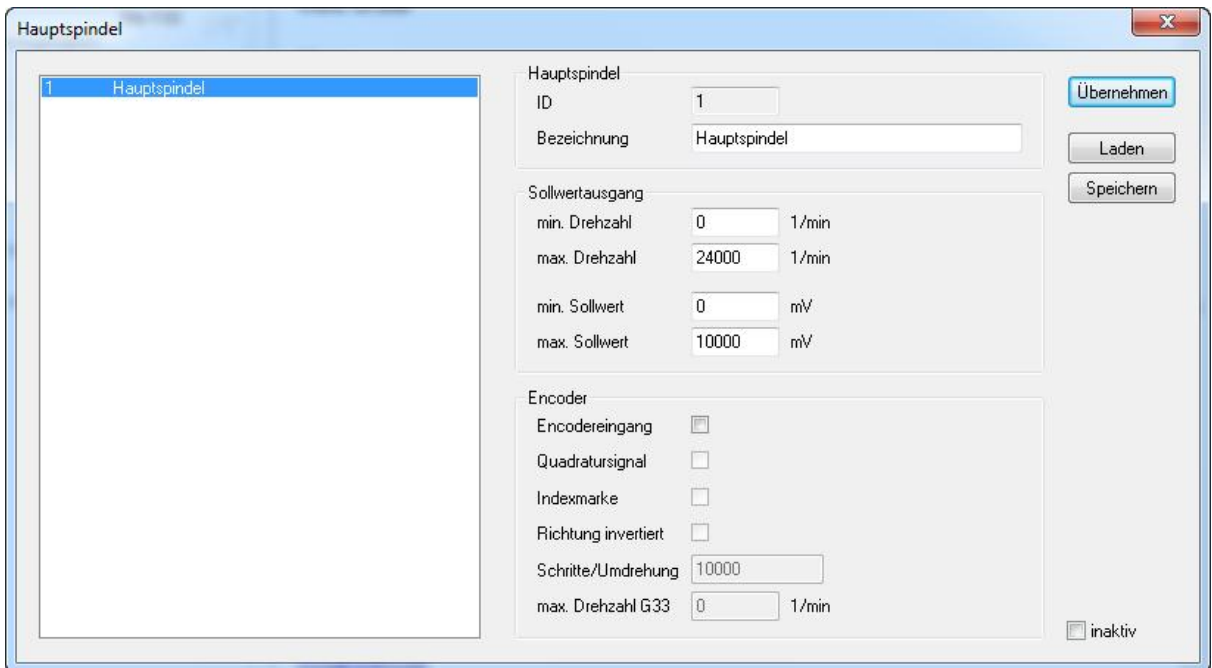 Hauptspindel
1 Hauptspindel
Hauptspindel
ID 1
Bezeichnung Hauptspindel
Sollwertausgang
min. Drehzahl 0 1/min
max. Drehzahl 24000 1/min
min. Sollwert 0 mV
max. Sollwert 10000 mV
Encoder
Encodereingang
Quadratursignal
Indexmarke
Richtung invertiert
Schritte/Umdrehung 10000
max. Drehzahl G33 0 1/min
Übernehmen
Laden
Speichern
inaktiv